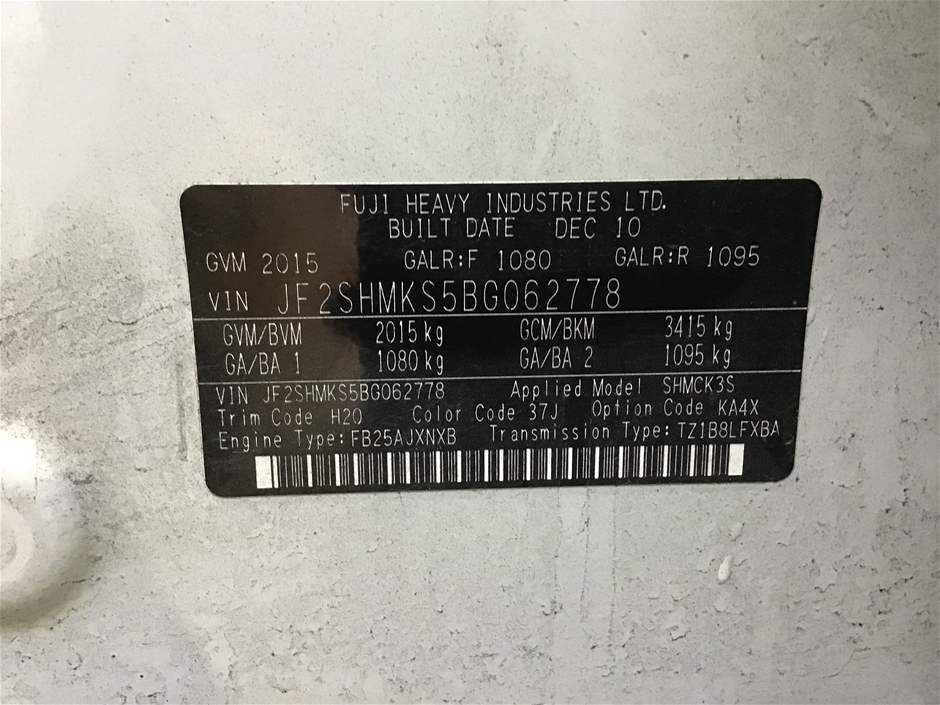 FUJI HEAVY INDUSTRIES LTD.
BUILT DATE DEC 10
GVM 2015 GALR:F 1080 GALR:R 1095
VIN JF2SHMKS5BG062778
GVM/BVM 2015 kg GCM/BKM 3415 kg
GA/BA 1 1080 kg GA/BA 2 1095 kg
VIN JF2SHMKS5BG062778 Applied Model SHMCK3S
Trim Code H20 Color Code 37J Option Code KA4X
Engine Type:FB25AJXNXB Transmission Type:TZ1B8LFXBA